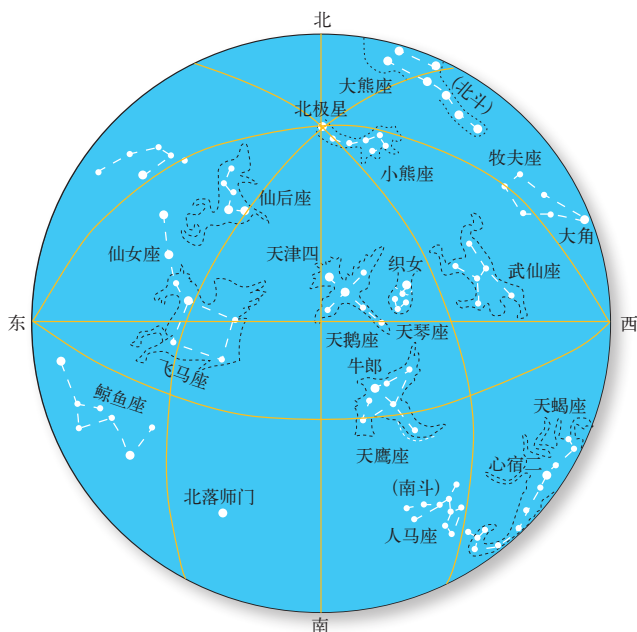 北
大熊座
(北斗)
北极星
小熊座
牧夫座
大角
仙后座
仙女座
天津四
织女
武仙座
东
西
天鹅座
天琴座
飞马座
牛郎
鲸鱼座
天蝎座
天鹰座
心宿二
(南斗)
北落师门
人马座
南